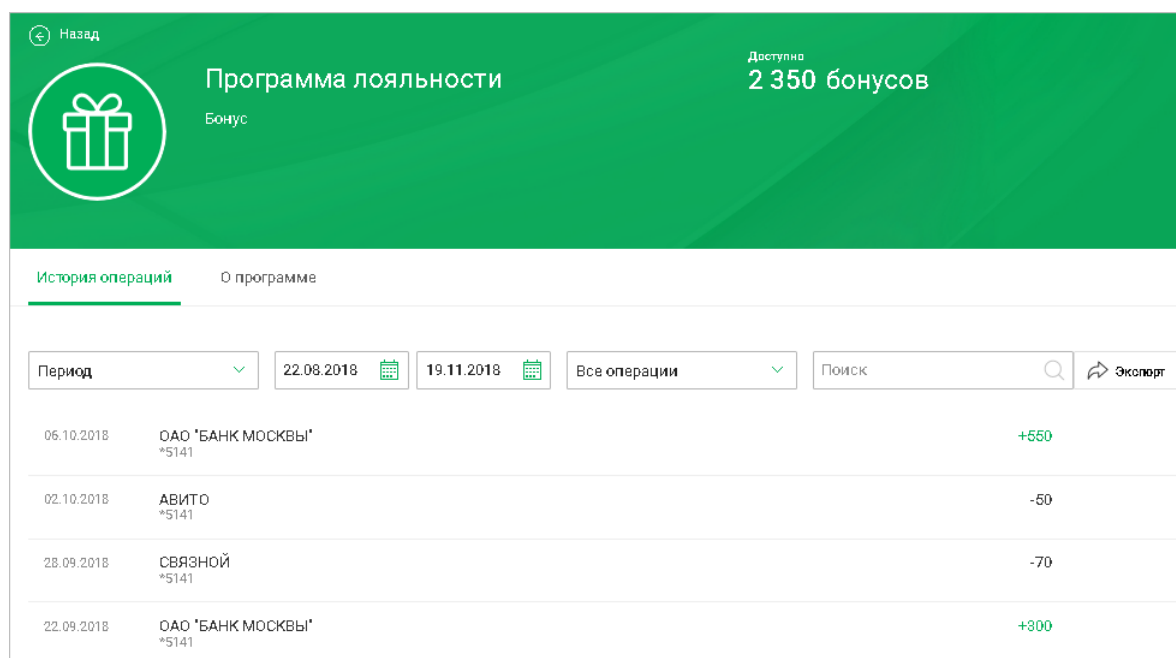 Назад
Программа лояльности
Бонус
Доступно
2 350 бонусов
История операций О программе
Период 22.08.2018 19.11.2018 Все операции Поиск Экспорт
06.10.2018 ОАО "БАНК МОСКВЫ" +550
*5141
02.10.2018 АВИТО -50
*5141
28.09.2018 СВЯЗНОЙ -70
*5141
22.09.2018 ОАО "БАНК МОСКВЫ" +300
*5141